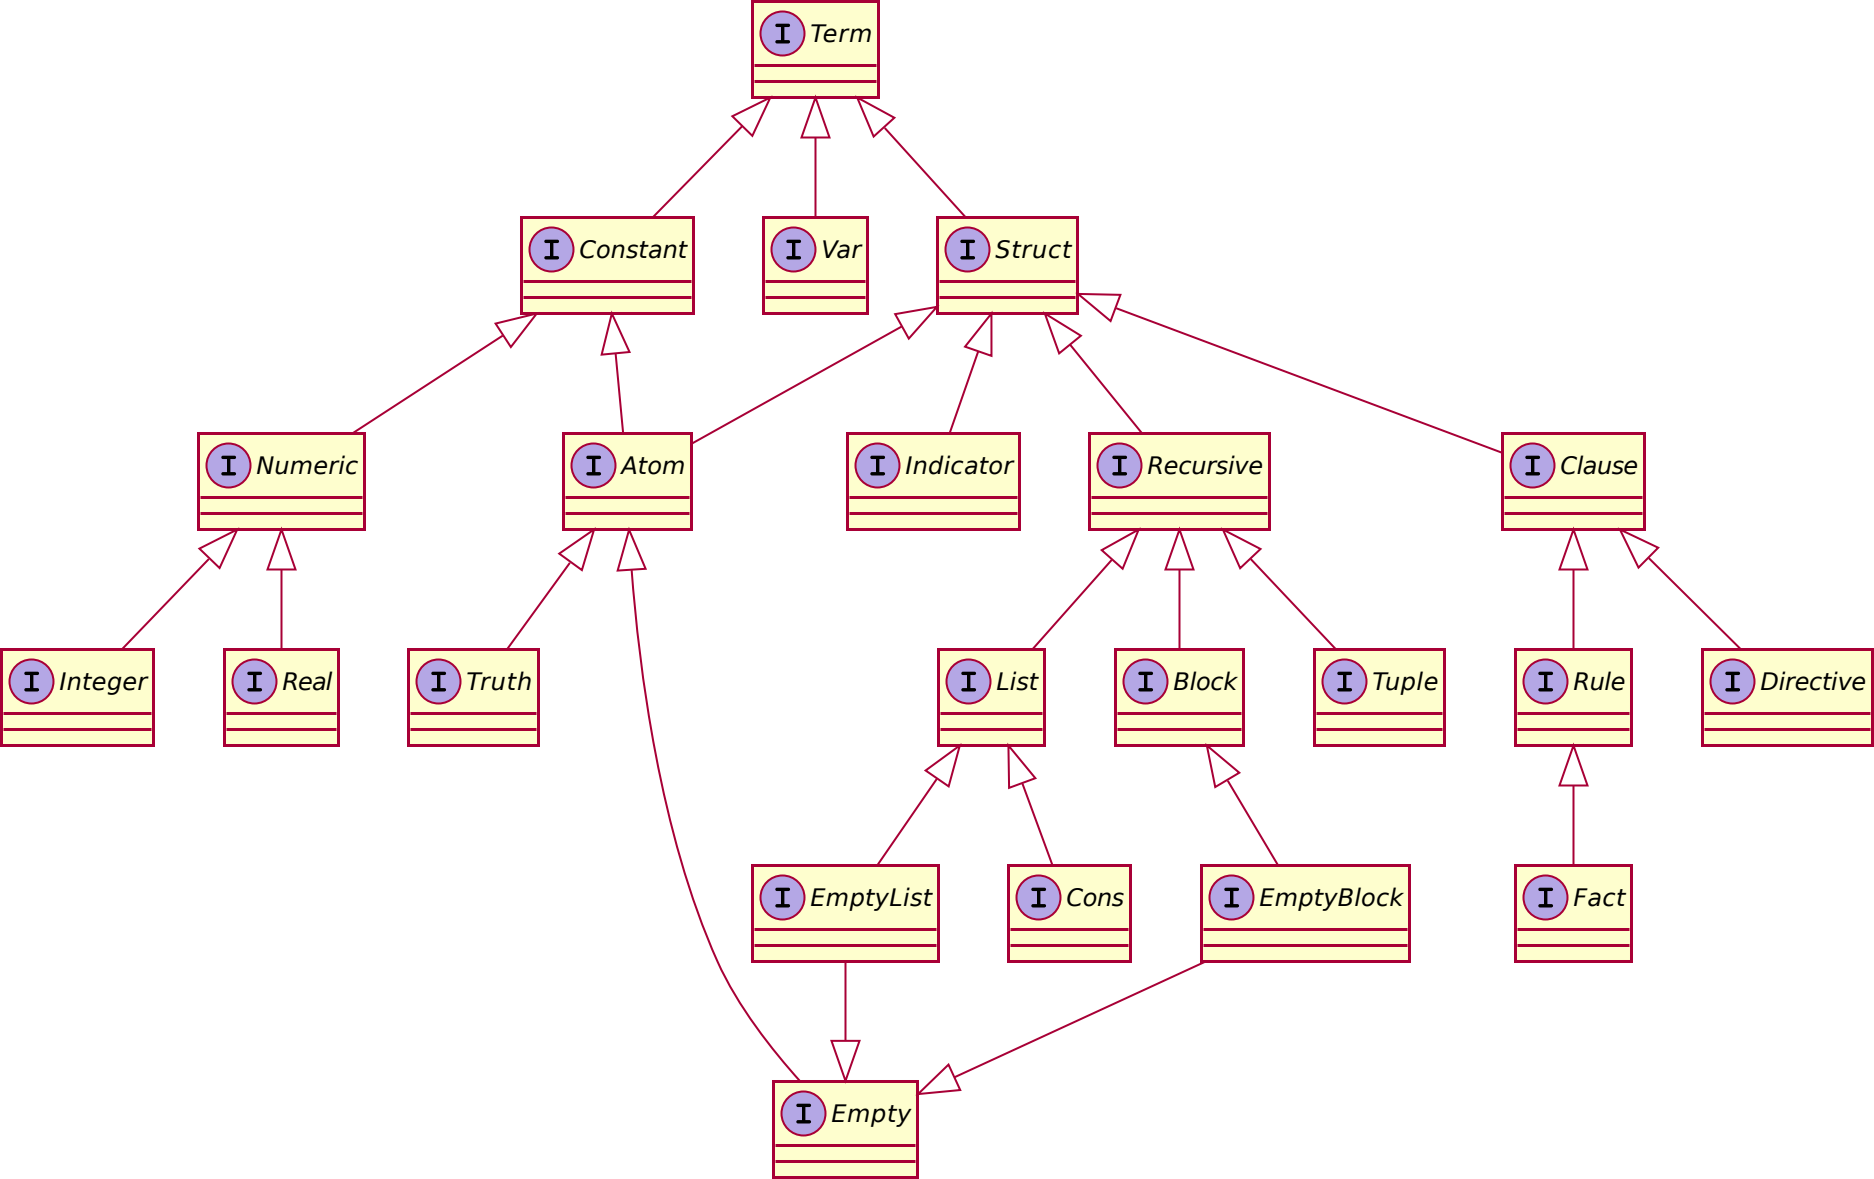 I Term
I Constant
I Var
I Struct
I Numeric
I Atom
I Indicator
I Recursive
I Clause
I Integer
I Real
I Truth
I List
I Block
I Tuple
I Rule
I Directive
I EmptyList
I Cons
I EmptyBlock
I Fact
I Empty